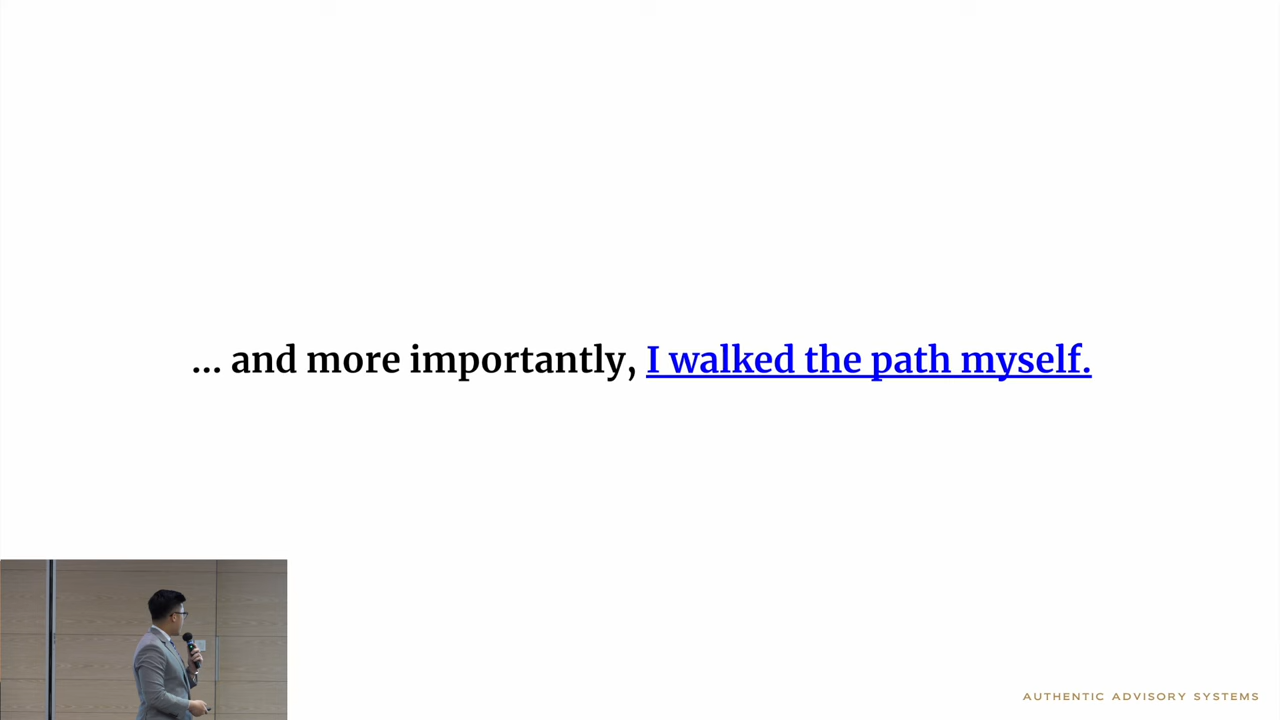 ... and more importantly, I walked the path myself.
AUTHENTIC ADVISORY SYSTEMS